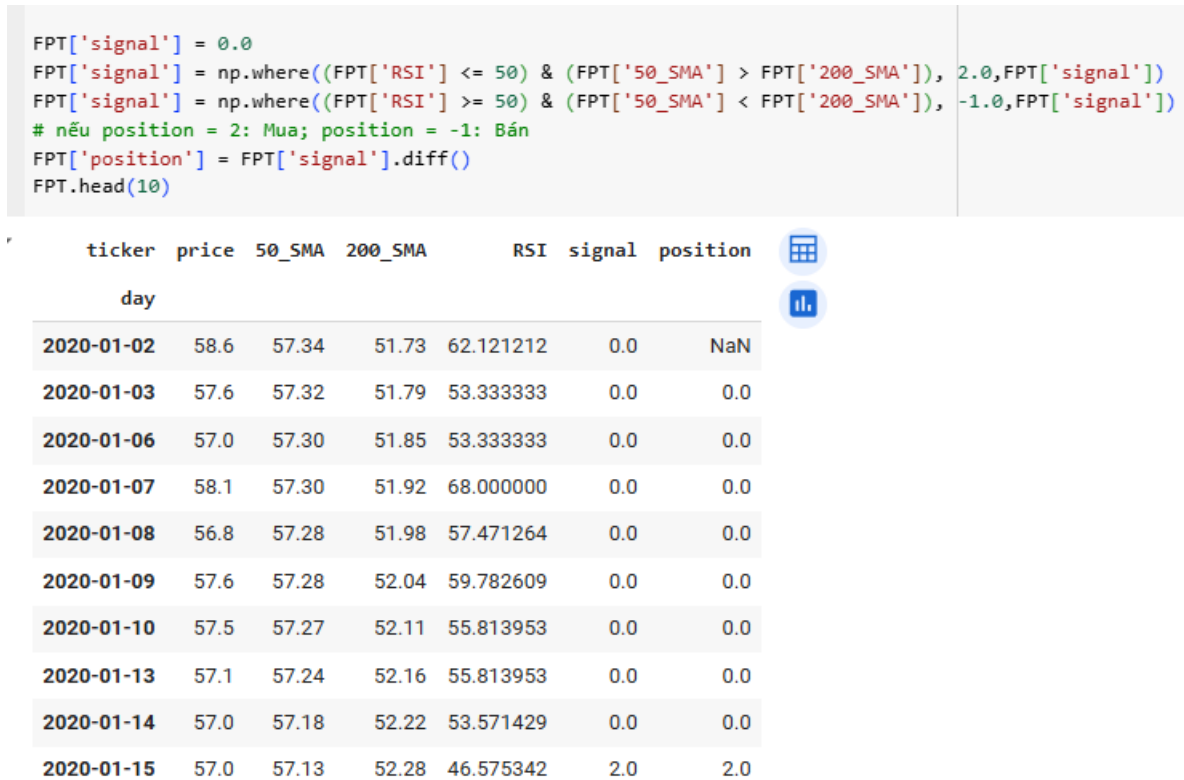 FPT['signal'] = 0.0
FPT['signal'] = np.where((FPT['RSI'] <= 50) & (FPT['50_SMA'] > FPT['200_SMA']), 2.0,FPT['signal'])
FPT['signal'] = np.where((FPT['RSI'] >= 50) & (FPT['50_SMA'] < FPT['200_SMA']), -1.0,FPT['signal'])
# nếu position = 2: Mua; position = -1: Bán
FPT['position'] = FPT['signal'].diff()
FPT.head(10)
ticker price 50_SMA 200_SMA RSI signal position
day
2020-01-02 58.6 57.34 51.73 62.121212 0.0 NaN
2020-01-03 57.6 57.32 51.79 53.333333 0.0 0.0
2020-01-06 57.0 57.30 51.85 53.333333 0.0 0.0
2020-01-07 58.1 57.30 51.92 68.000000 0.0 0.0
2020-01-08 56.8 57.28 51.98 57.471264 0.0 0.0
2020-01-09 57.6 57.28 52.04 59.782609 0.0 0.0
2020-01-10 57.5 57.27 52.11 55.813953 0.0 0.0
2020-01-13 57.1 57.24 52.16 55.813953 0.0 0.0
2020-01-14 57.0 57.18 52.22 53.571429 0.0 0.0
2020-01-15 57.0 57.13 52.28 46.575342 2.0 2.0